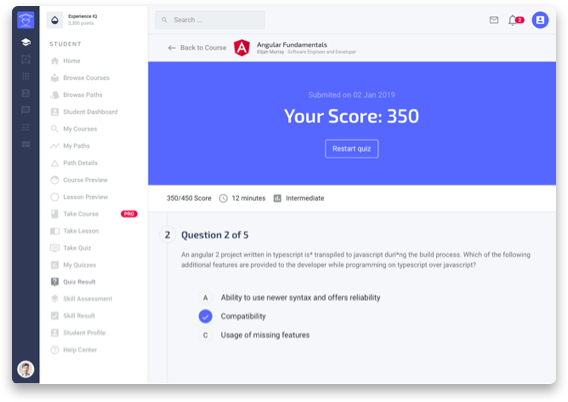 Experience IQ
2,300 points
Search ...
2
STUDENT
Home
Browse Courses
Browse Paths
Student Dashboard
My Courses
My Paths
Path Details
Course Preview
Lesson Preview
Take Course PRO
Take Lesson
Take Quiz
My Quizzes
Quiz Result
Skill Assessment
Skill Result
Student Profile
Help Center
Back to Course
Angular Fundamentals
Elijah Murray Software Engineer and Developer
Submited on 02 Jan 2019
Your Score: 350
Restart quiz
350/450 Score 12 minutes Intermediate
2 Question 2 of 5
An angular 2 project written in typescript is* transpiled to javascript duri*ng the build process. Which of the following
additional features are provided to the developer while programming on typescript over javascript?
A Ability to use newer syntax and offers reliability
Compatibility
C Usage of missing features